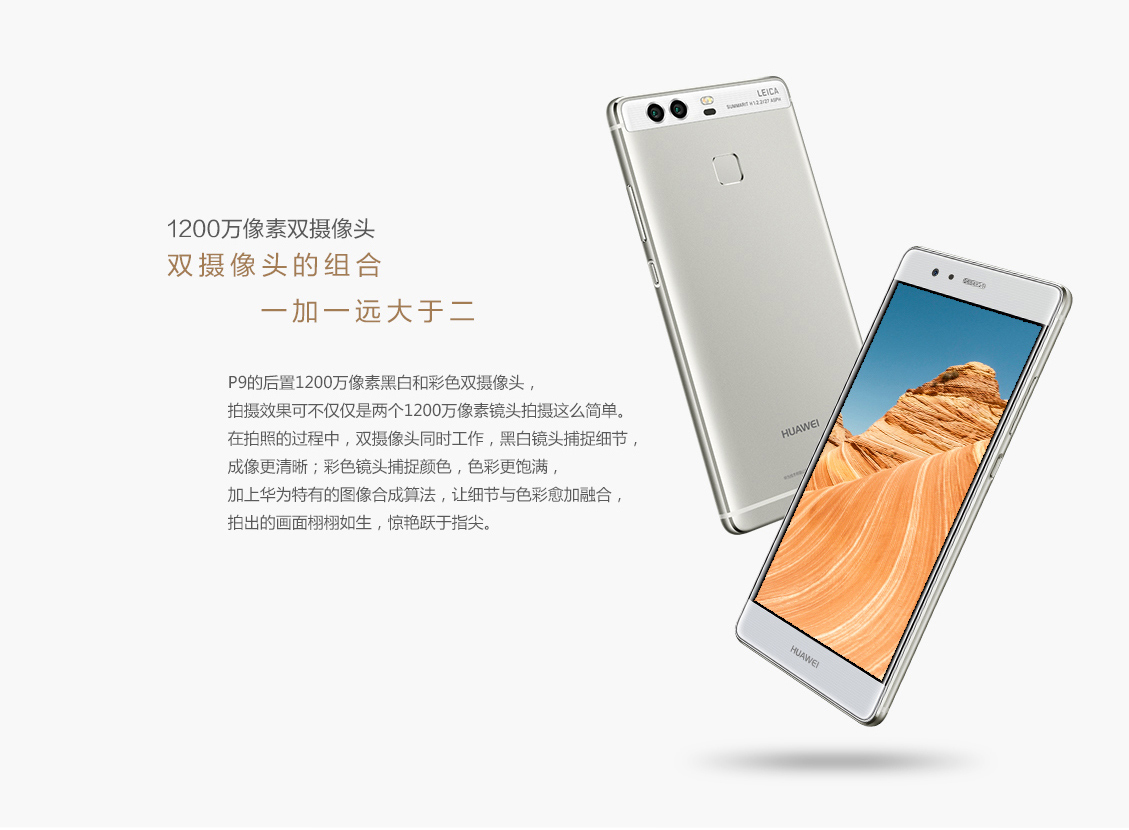 1200万像素双摄像头
双摄像头的组合
一加一远大于二
P9的后置1200万像素黑白和彩色双摄像头，
拍摄效果可不仅仅是两个1200万像素镜头拍摄这么简单。
在拍照的过程中，双摄像头同时工作，黑白镜头捕捉细节，
成像更清晰；彩色镜头捕捉颜色，色彩更饱满，
加上华为特有的图像合成算法，让细节与色彩愈加融合，
拍出的画面栩栩如生，惊艳跃于指尖。
LEICA
SUMMARIT H 1:2.2/27 ASPH
HUAWEI
HUAWEI